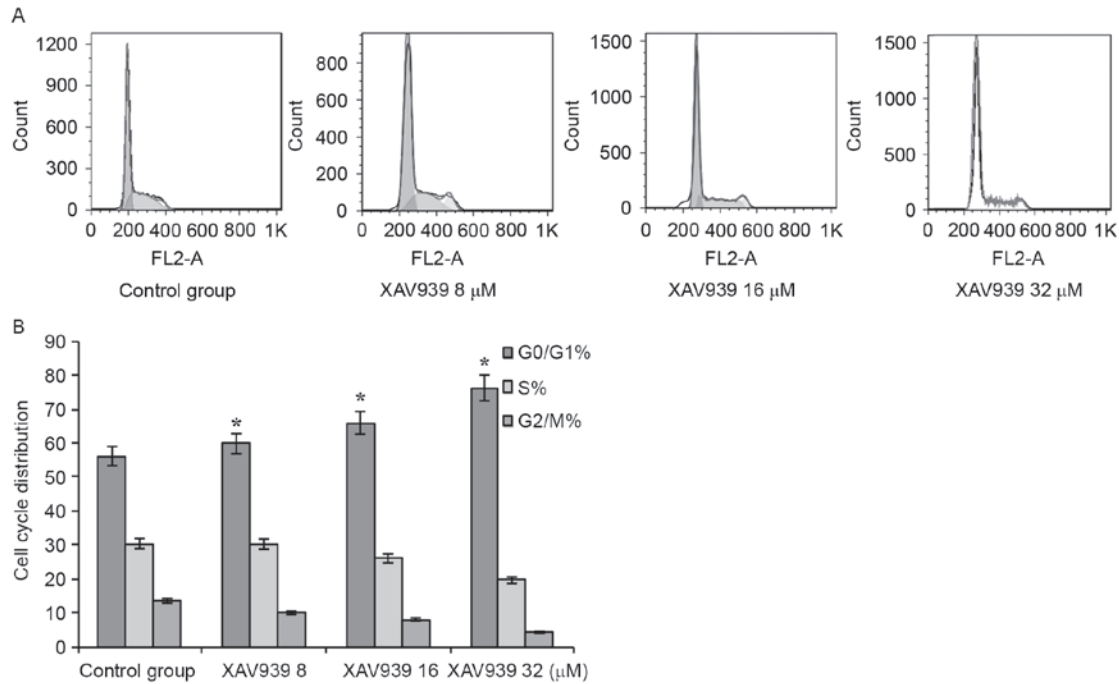 A
1200
900
600
300
0
0 200 400 600 800 1K
Count
FL2-A
Control group
800
600
400
200
0
0 200 400 600 800 1K
Count
FL2-A
XAV939 8 μM
1500
1000
500
0
0 200 400 600 800 1K
Count
FL2-A
XAV939 16 μM
1500
1000
500
0
0 200 400 600 800 1K
Count
FL2-A
XAV939 32 μM
B
90
80
70
60
50
40
30
20
10
0
Cell cycle distribution
*
*
*
G0/G1%
S%
G2/M%
Control group XAV939 8 XAV939 16 XAV939 32 (μM)